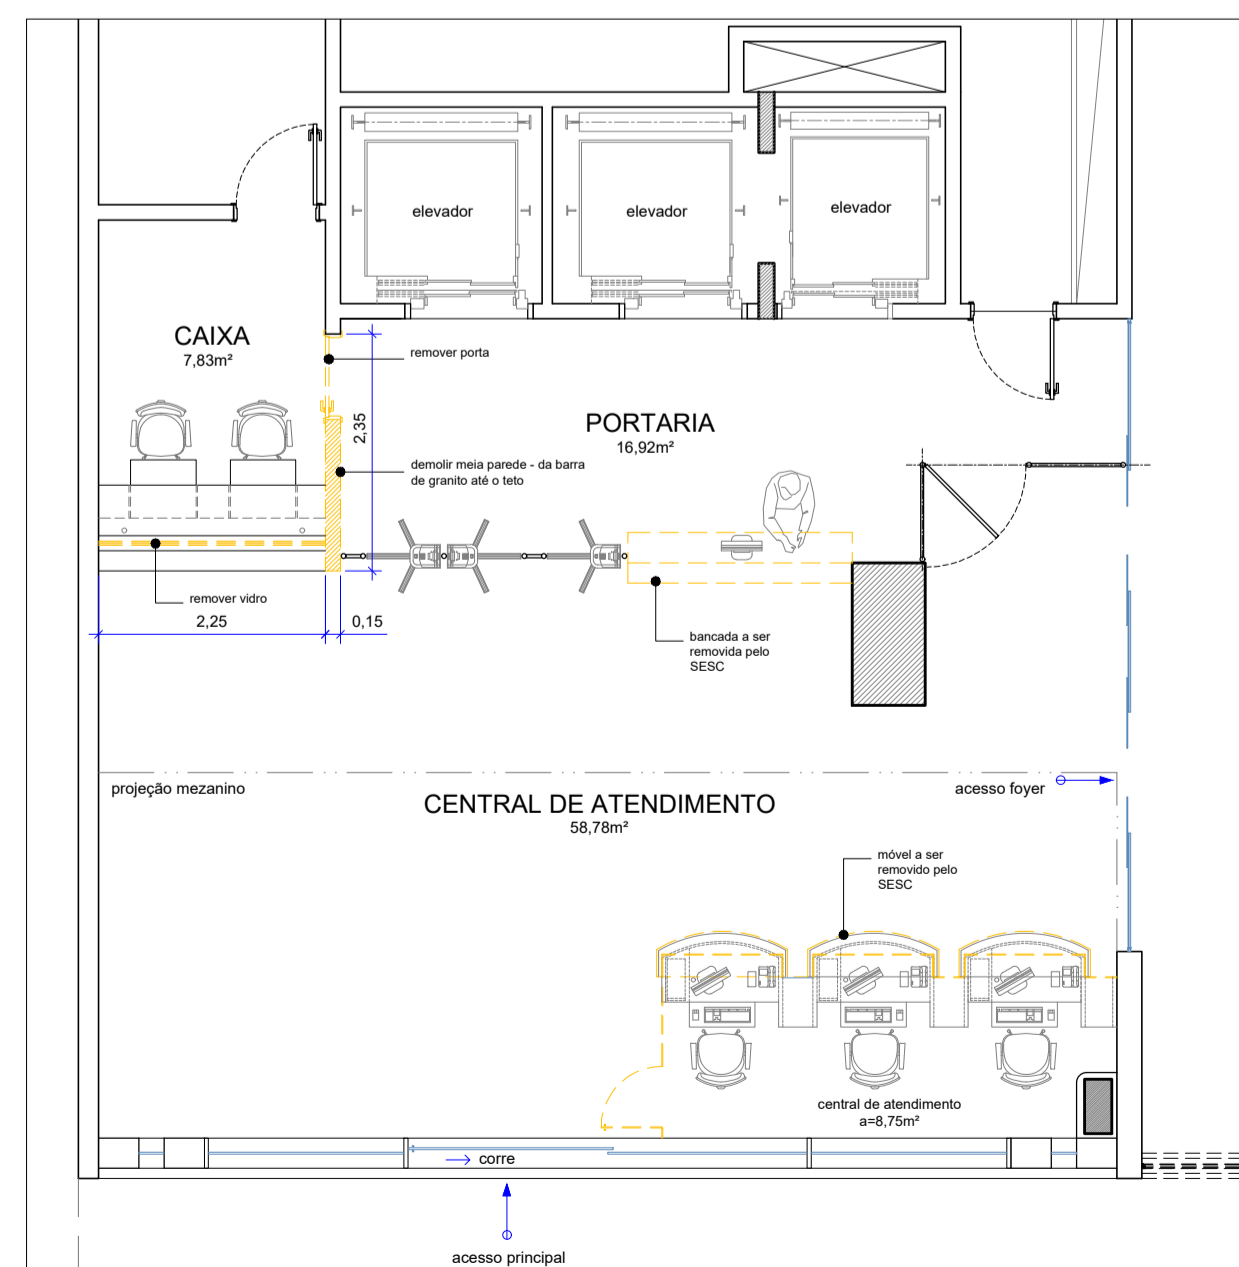 elevador
elevador
elevador
CAIXA
7,83m²
remover porta
2,35
PORTARIA
16,92m²
demolir meia parede - da barra
de granito até o teto
remover vidro
2,25
0,15
bancada a ser
removida pelo
SESC
projeção mezanino
acesso foyer
CENTRAL DE ATENDIMENTO
58,78m²
móvel a ser
removido pelo
SESC
central de atendimento
a=8,75m²
corre
acesso principal